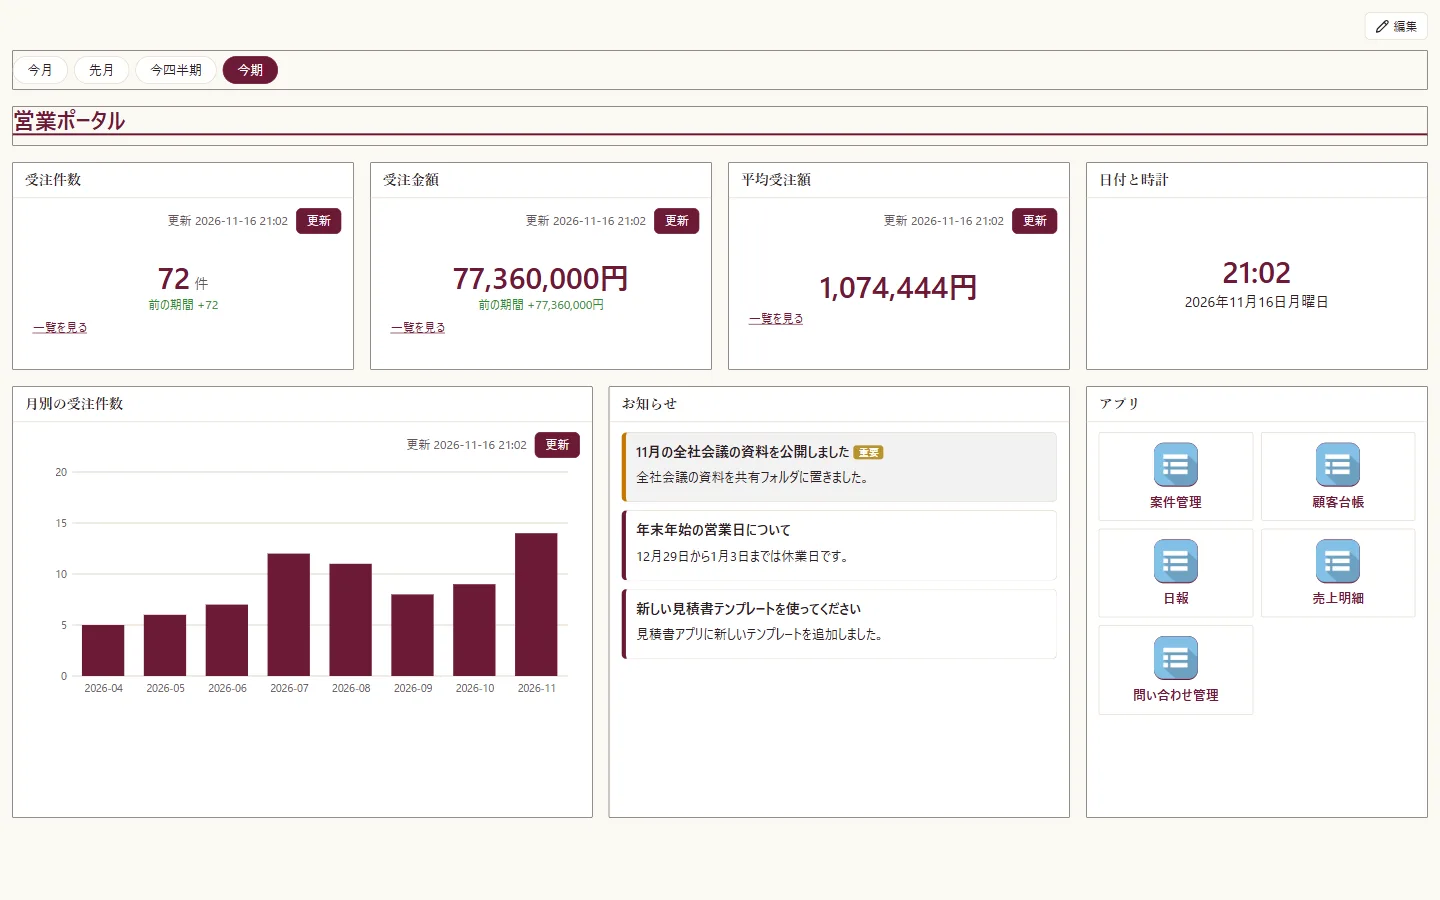 編集
今月 先月 今四半期 今期
営業ポータル
受注件数
更新 2026-11-16 21:02 更新
72 件
前の期間 +72
一覧を見る
受注金額
更新 2026-11-16 21:02 更新
77,360,000円
前の期間 +77,360,000円
一覧を見る
平均受注額
更新 2026-11-16 21:02 更新
1,074,444円
一覧を見る
日付と時計
21:02
2026年11月16日月曜日
月別の受注件数
更新 2026-11-16 21:02 更新
20
15
10
5
0
2026-04 2026-05 2026-06 2026-07 2026-08 2026-09 2026-10 2026-11
お知らせ
11月の全社会議の資料を公開しました 重要
全社会議の資料を共有フォルダに置きました。
年末年始の営業日について
12月29日から1月3日までは休業日です。
新しい見積書テンプレートを使ってください
見積書アプリに新しいテンプレートを追加しました。
アプリ
案件管理
顧客台帳
日報
売上明細
問い合わせ管理